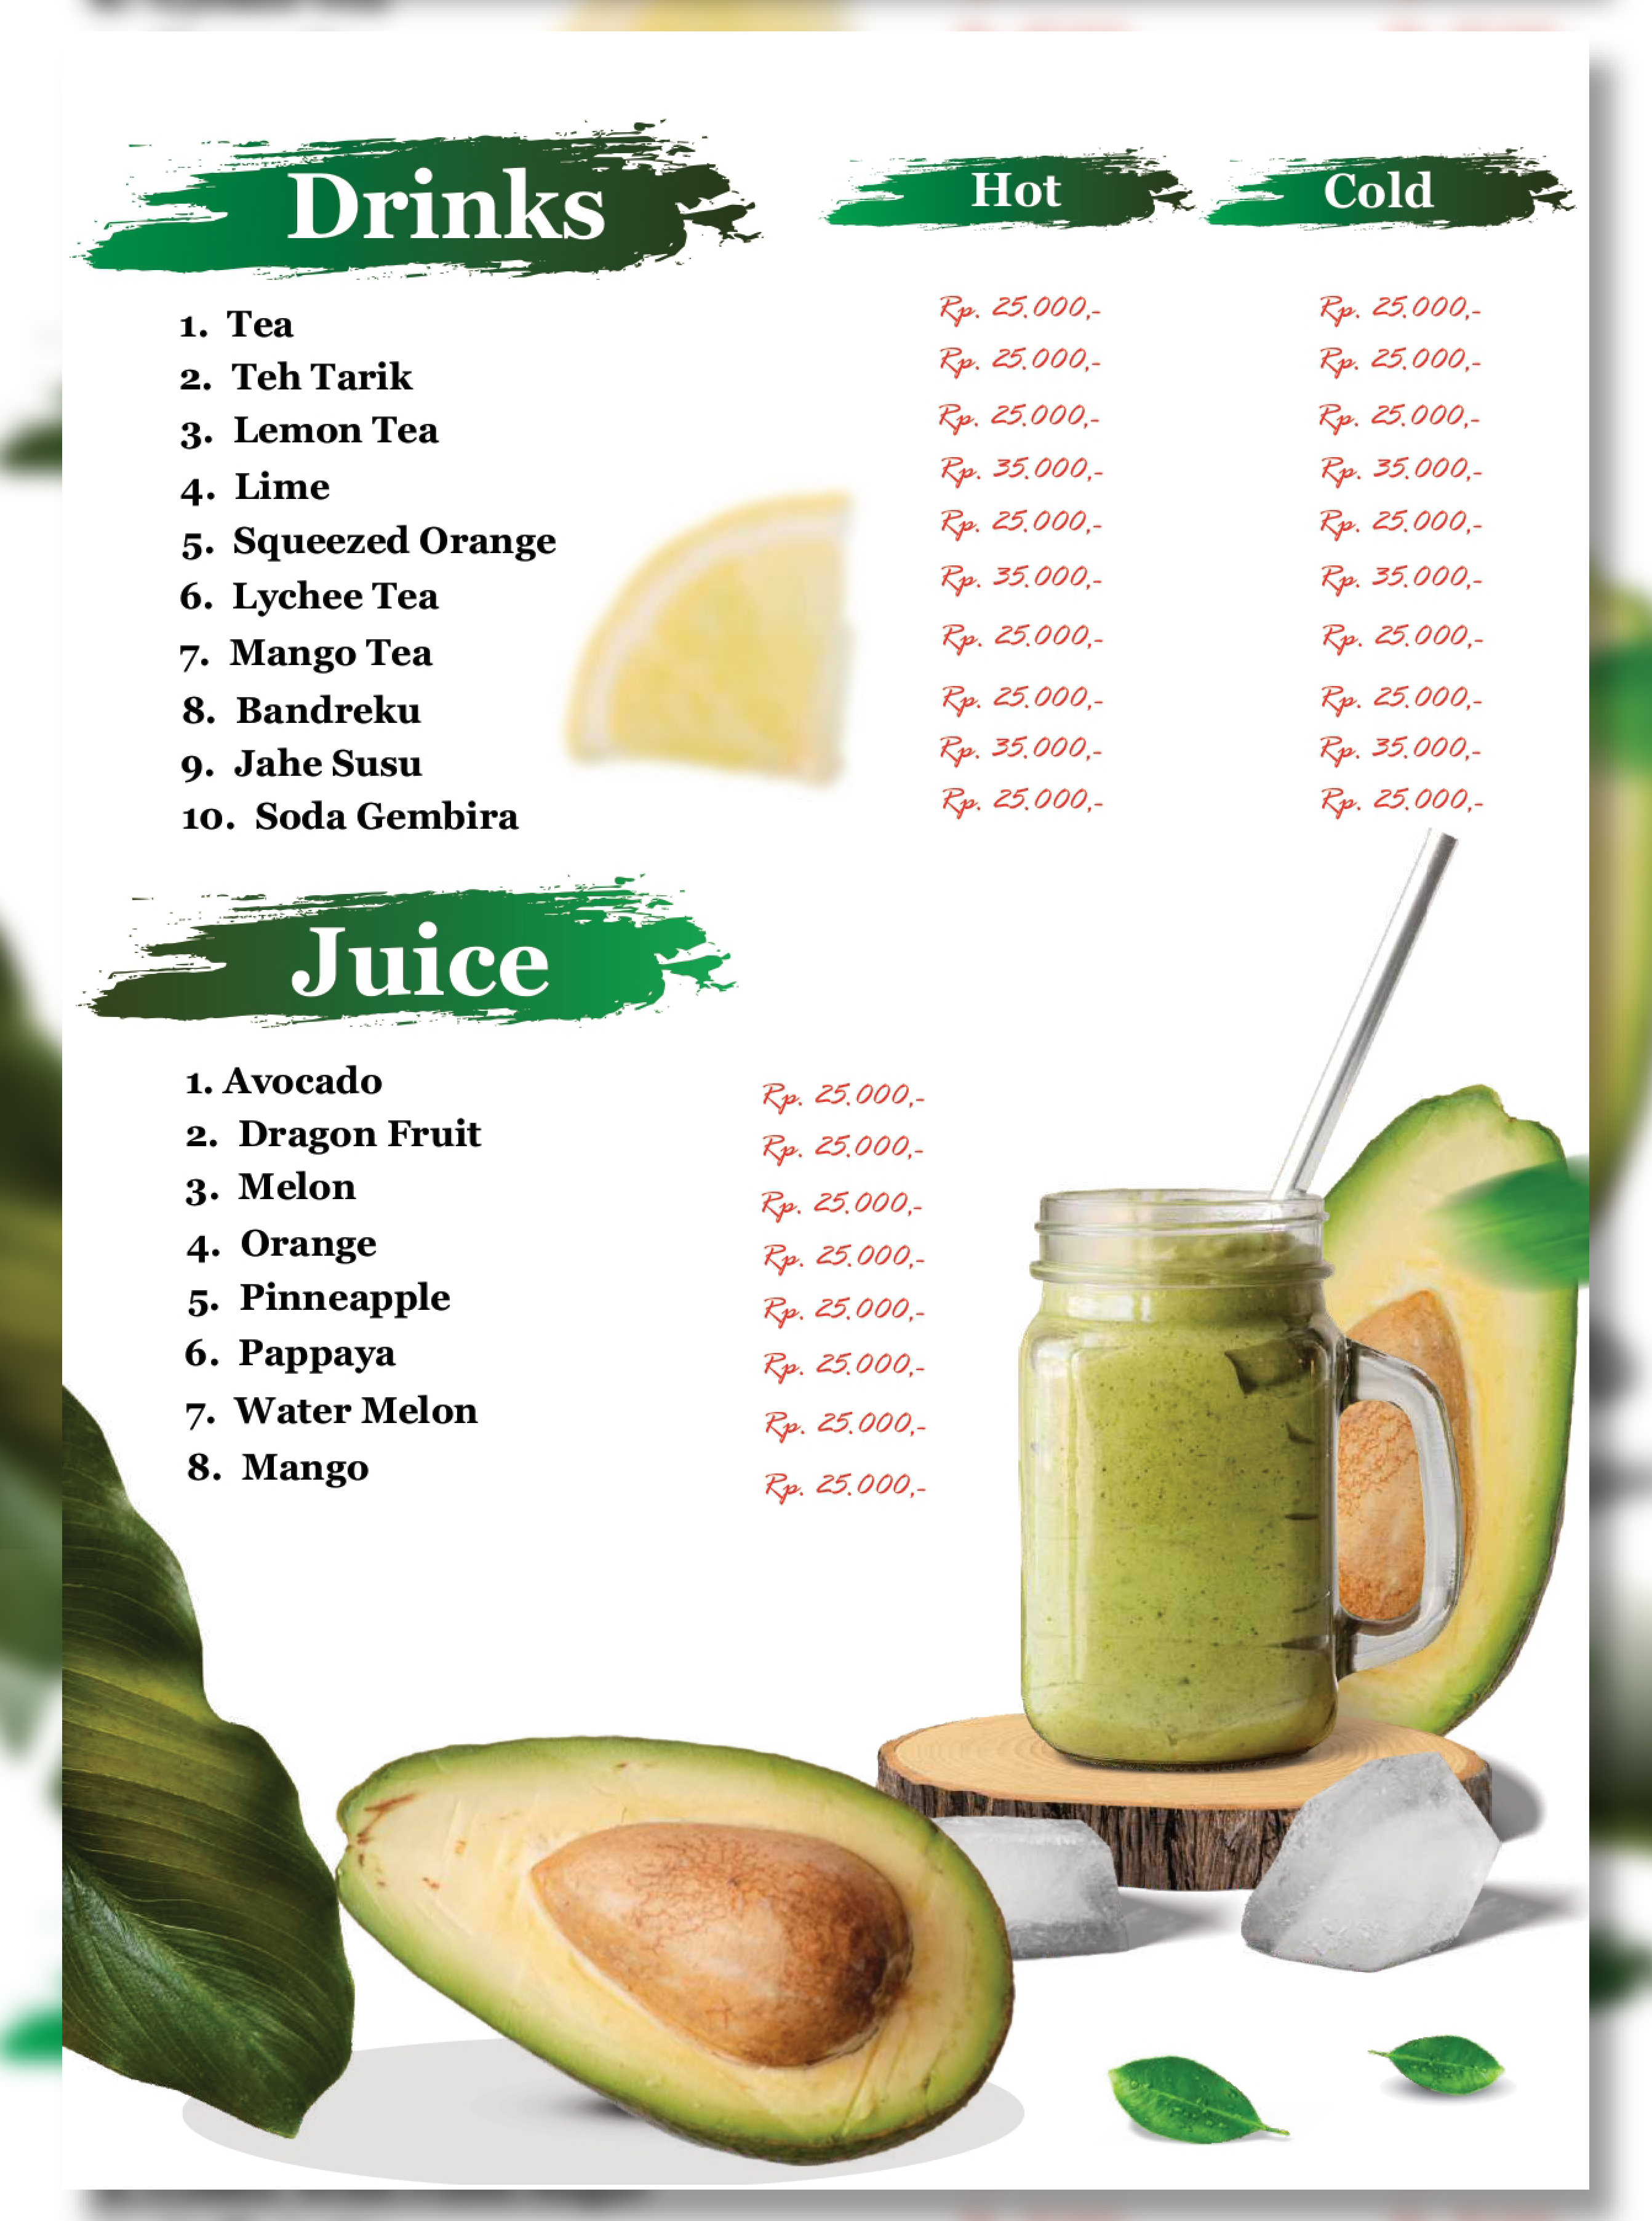 Drinks Hot Cold
1. Tea Rp. 25.000,- Rp. 25.000,-
2. Teh Tarik Rp. 25.000,- Rp. 25.000,-
3. Lemon Tea Rp. 25.000,- Rp. 25.000,-
4. Lime Rp. 35.000,- Rp. 35.000,-
5. Squeezed Orange Rp. 25.000,- Rp. 25.000,-
6. Lychee Tea Rp. 35.000,- Rp. 35.000,-
7. Mango Tea Rp. 25.000,- Rp. 25.000,-
8. Bandreku Rp. 25.000,- Rp. 25.000,-
9. Jahe Susu Rp. 35.000,- Rp. 35.000,-
10. Soda Gembira Rp. 25.000,- Rp. 25.000,-
Juice
1. Avocado Rp. 25.000,-
2. Dragon Fruit Rp. 25.000,-
3. Melon Rp. 25.000,-
4. Orange Rp. 25.000,-
5. Pinneapple Rp. 25.000,-
6. Pappaya Rp. 25.000,-
7. Water Melon Rp. 25.000,-
8. Mango Rp. 25.000,-